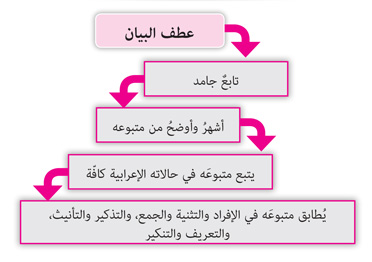 عطف البيان
تابعٌ جامد
أشهرُ وأوضحُ من متبوعه
يتبع متبوعَه في حالاته الإعرابية كافّة
يُطابق متبوعَه في الإفراد والتثنية والجمع، والتذكير والتأنيث،
والتعريف والتنكير